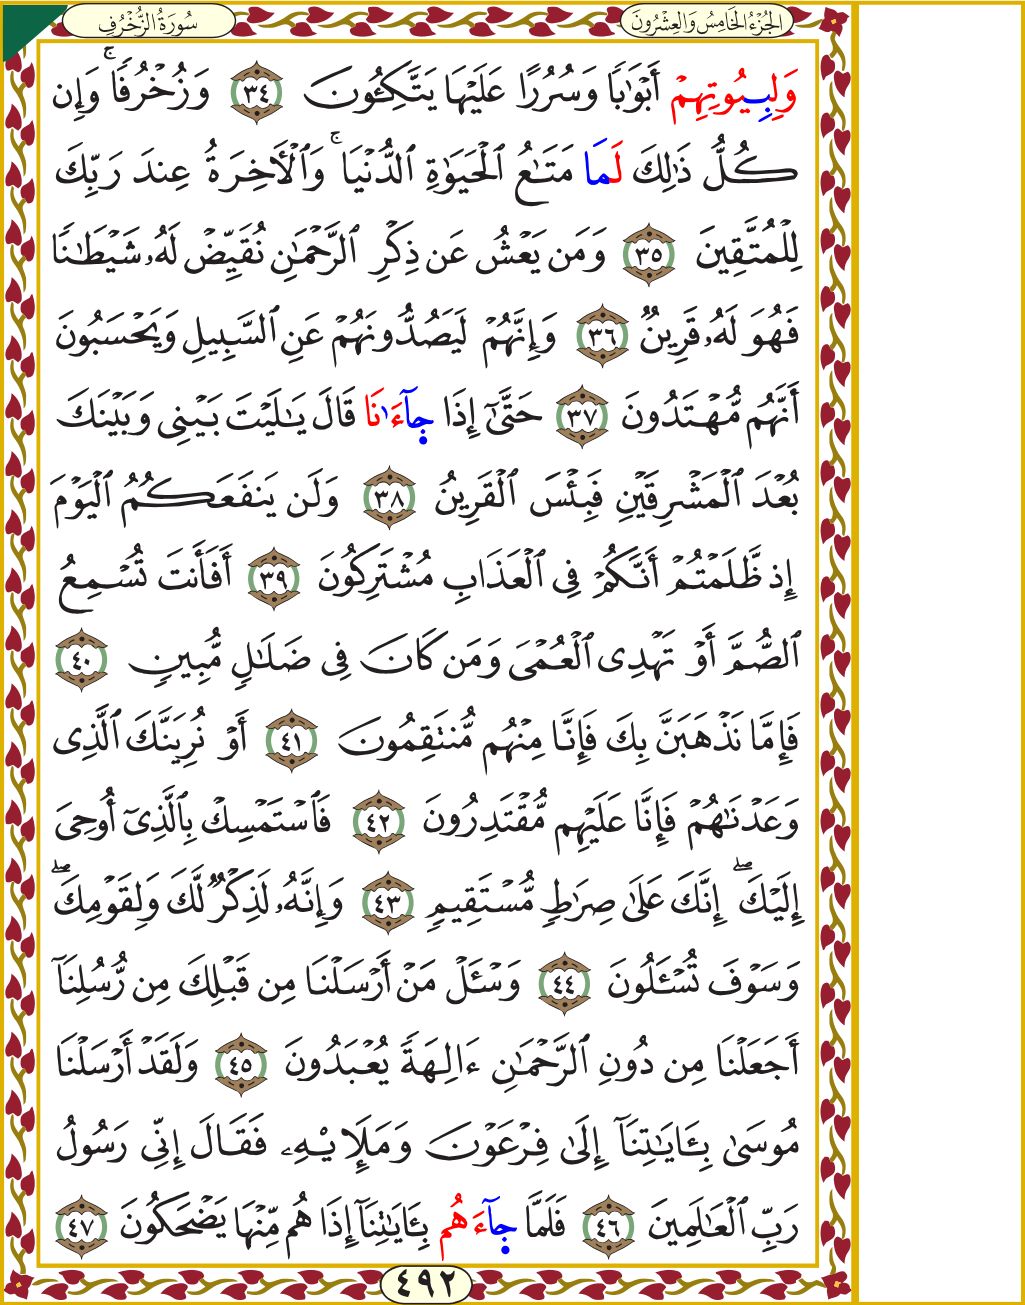 سُورَةُ الزُّخْرُفِ
الجُزْءُ الخَامِسُ وَالعِشْرُونَ
وَلِبِيُوتِهِمْ أَبْوَٰبًا وَسُرُرًا عَلَيْهَا يَتَّكِـُٔونَ ٣٤ وَزُخْرُفًا ۚ وَإِن
كُلُّ ذَٰلِكَ لَمَا مَتَـٰعُ ٱلْحَيَوٰةِ ٱلدُّنْيَا ۚ وَٱلْـَٔاخِرَةُ عِندَ رَبِّكَ
لِلْمُتَّقِينَ ٣٥ وَمَن يَعْشُ عَن ذِكْرِ ٱلرَّحْمَـٰنِ نُقَيِّضْ لَهُۥ شَيْطَـٰنًا
فَهُوَ لَهُۥ قَرِينٌ ٣٦ وَإِنَّهُمْ لَيَصُدُّونَهُمْ عَنِ ٱلسَّبِيلِ وَيَحْسَبُونَ
أَنَّهُم مُّهْتَدُونَ ٣٧ حَتَّىٰٓ إِذَا جَآءَٰنَا قَالَ يَـٰلَيْتَ بَيْنِى وَبَيْنَكَ
بُعْدَ ٱلْمَشْرِقَيْنِ فَبِئْسَ ٱلْقَرِينُ ٣٨ وَلَن يَنفَعَكُمُ ٱلْيَوْمَ
إِذ ظَّلَمْتُمْ أَنَّكُمْ فِى ٱلْعَذَابِ مُشْتَرِكُونَ ٣٩ أَفَأَنتَ تُسْمِعُ
ٱلصُّمَّ أَوْ تَهْدِى ٱلْعُمْىَ وَمَن كَانَ فِى ضَلَـٰلٍ مُّبِينٍ ٤٠
فَإِمَّا نَذْهَبَنَّ بِكَ فَإِنَّا مِنْهُم مُّنتَقِمُونَ ٤١ أَوْ نُرِيَنَّكَ ٱلَّذِى
وَعَدْنَـٰهُمْ فَإِنَّا عَلَيْهِم مُّقْتَدِرُونَ ٤٢ فَٱسْتَمْسِكْ بِٱلَّذِىٓ أُوحِىَ
إِلَيْكَ ۖ إِنَّكَ عَلَىٰ صِرَٰطٍ مُّسْتَقِيمٍ ٤٣ وَإِنَّهُۥ لَذِكْرٌ لَّكَ وَلِقَوْمِكَ ۖ
وَسَوْفَ تُسْـَٔلُونَ ٤٤ وَسْـَٔلْ مَنْ أَرْسَلْنَا مِن قَبْلِكَ مِن رُّسُلِنَآ
أَجَعَلْنَا مِن دُونِ ٱلرَّحْمَـٰنِ ءَالِهَةً يُعْبَدُونَ ٤٥ وَلَقَدْ أَرْسَلْنَا
مُوسَىٰ بِـَٔايَـٰتِنَآ إِلَىٰ فِرْعَوْنَ وَمَلَإِي۟هِۦ فَقَالَ إِنِّى رَسُولُ
رَبِّ ٱلْعَـٰلَمِينَ ٤٦ فَلَمَّا جَآءَهُم بِـَٔايَـٰتِنَآ إِذَا هُم مِّنْهَا يَضْحَكُونَ ٤٧
٤٩٢